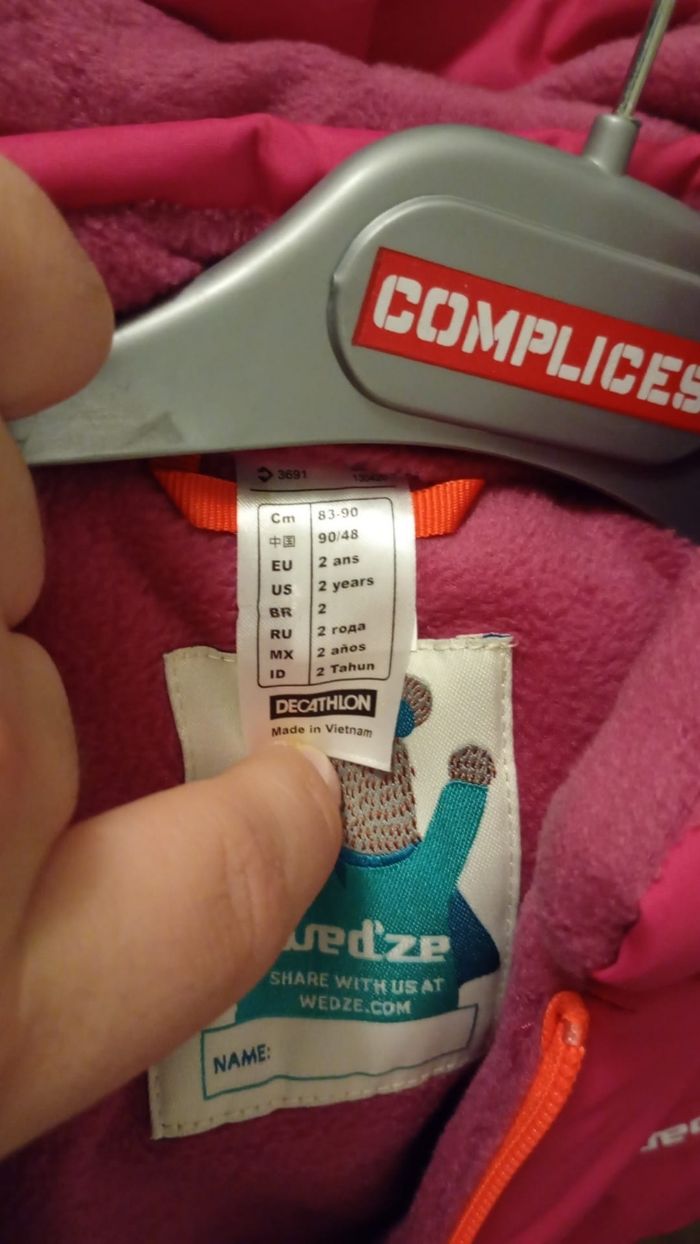 COMPLICES
3691
Cm 83-90
中国 90/48
EU 2 ans
US 2 years
BR 2
RU 2 года
MX 2 años
ID 2 Tahun
DECATHLON
Made in Vietnam
wed'ze
SHARE WITH US AT
WEDZE.COM
NAME: